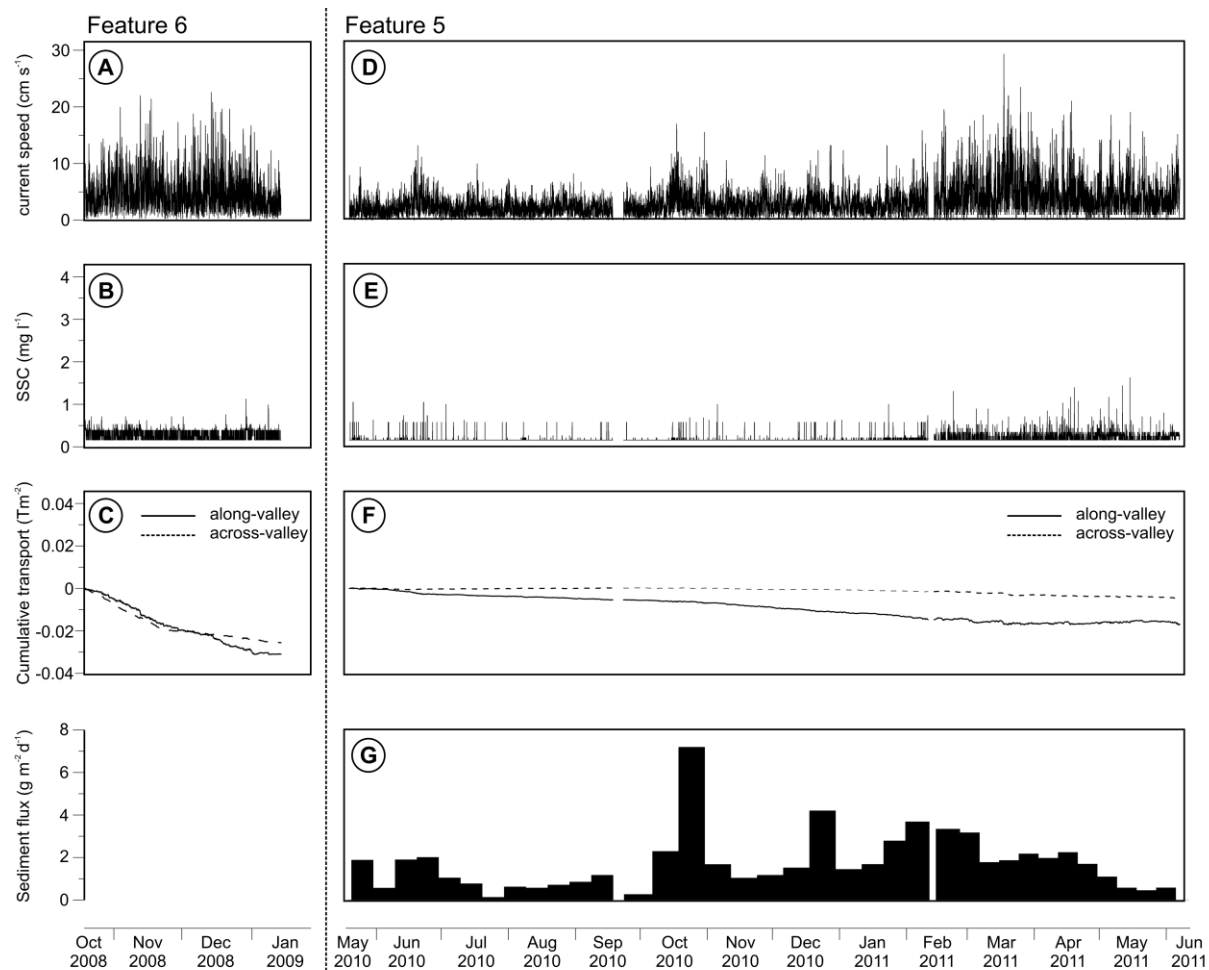 Feature 6
Feature 5
A
D
current speed (cm s⁻¹)
30
20
10
0
B
E
SSC (mg l⁻¹)
4
3
2
1
0
C
along-valley
across-valley
F
along-valley
across-valley
Cumulative transport (Tm⁻²)
0.04
0.02
0
-0.02
-0.04
G
Sediment flux (g m⁻² d⁻¹)
8
6
4
2
0
Oct Nov Dec Jan May Jun Jul Aug Sep Oct Nov Dec Jan Feb Mar Apr May Jun
2008 2008 2008 2009 2010 2010 2010 2010 2010 2010 2010 2010 2011 2011 2011 2011 2011 2011